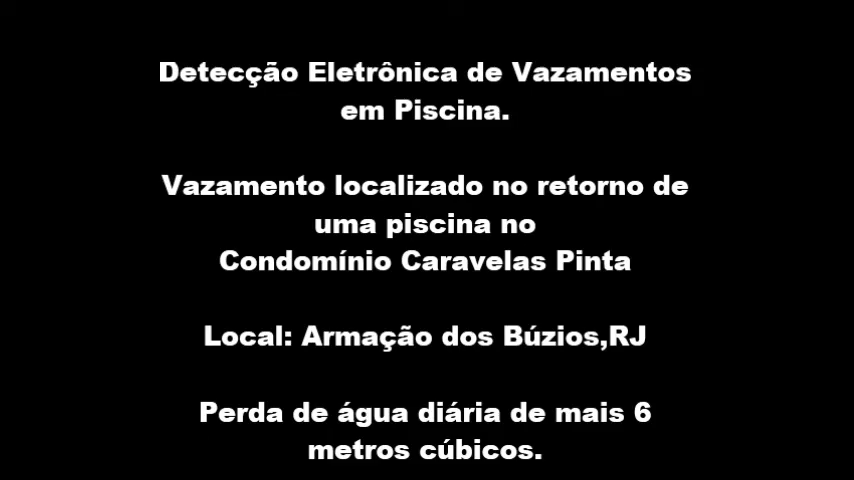 Detecção Eletrônica de Vazamentos
em Piscina.
Vazamento localizado no retorno de
uma piscina no
Condomínio Caravelas Pinta
Local: Armação dos Búzios,RJ
Perda de água diária de mais 6
metros cúbicos.